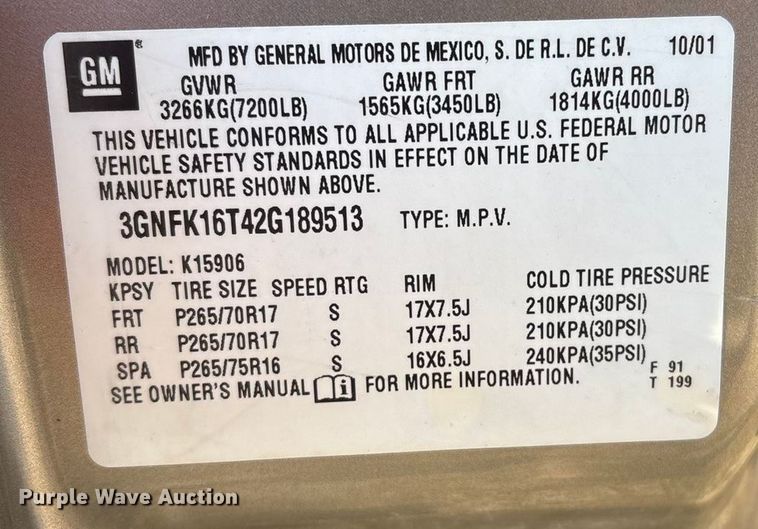 GM® MFD BY GENERAL MOTORS DE MEXICO, S. DE R.L. DE C.V. 10/01
GVWR GAWR FRT GAWR RR
3266KG(7200LB) 1565KG(3450LB) 1814KG(4000LB)
THIS VEHICLE CONFORMS TO ALL APPLICABLE U.S. FEDERAL MOTOR
VEHICLE SAFETY STANDARDS IN EFFECT ON THE DATE OF
MANUFACTURE SHOWN ABOVE.
3GNFK16T42G189513 TYPE: M.P.V.
MODEL: K15906
KPSY TIRE SIZE SPEED RTG RIM COLD TIRE PRESSURE
FRT P265/70R17 S 17X7.5J 210KPA(30PSI)
RR P265/70R17 S 17X7.5J 210KPA(30PSI)
SPA P265/75R16 S 16X6.5J 240KPA(35PSI) F 91
SEE OWNER'S MANUAL i FOR MORE INFORMATION. T 199
Purple Wave Auction